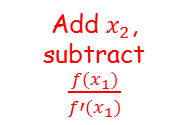 Add x₂,
subtract
f(x₁)
f′(x₁)